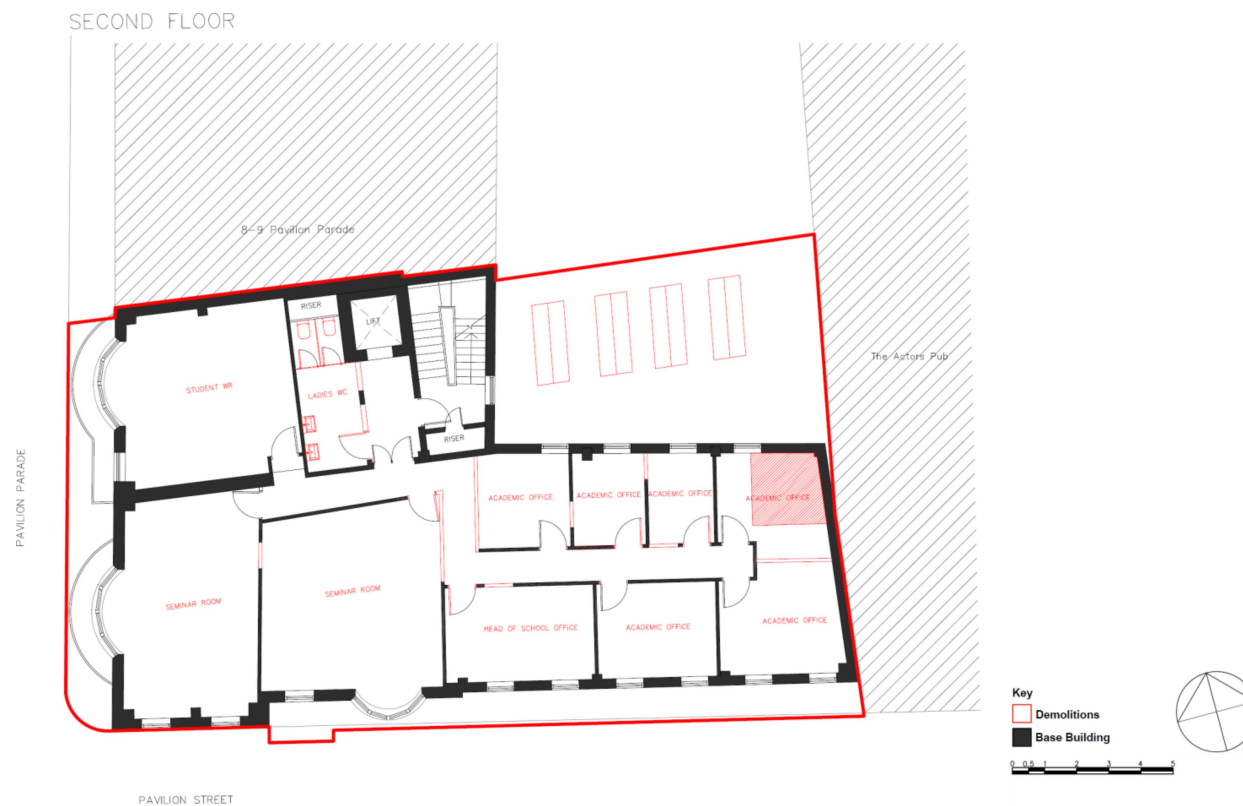 SECOND FLOOR
8-9 Pavilion Parade
RISER
LIFT
The Actors Pub
STUDENT WR
LADIES WC
RISER
PAVILION PARADE
ACADEMIC OFFICE
ACADEMIC OFFICE
ACADEMIC OFFICE
ACADEMIC OFFICE
SEMINAR ROOM
SEMINAR ROOM
HEAD OF SCHOOL OFFICE
ACADEMIC OFFICE
ACADEMIC OFFICE
Key
Demolitions
Base Building
0 0.5 1 2 3 4 5
PAVILION STREET